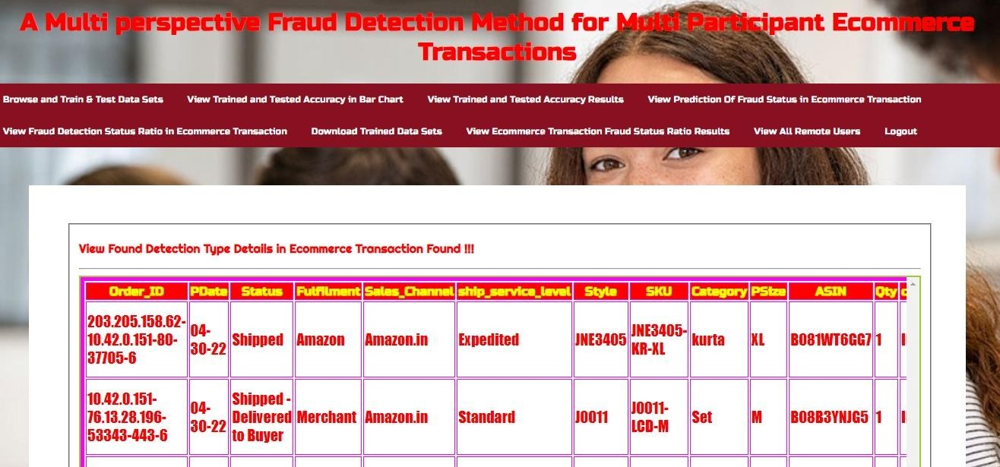 A Multi perspective Fraud Detection Method for Multi Participant Ecommerce
Transactions
Browse and Train & Test Data Sets View Trained and Tested Accuracy in Bar Chart View Trained and Tested Accuracy Results View Prediction Of Fraud Status in Ecommerce Transaction
View Fraud Detection Status Ratio in Ecommerce Transaction Download Trained Data Sets View Ecommerce Transaction Fraud Status Ratio Results View All Remote Users Logout
View Found Detection Type Details in Ecommerce Transaction Found !!!
Order_ID PDate Status Fulfilment Sales_Channel ship_service_level Style SKU Category PSize ASIN Qty
203.205.158.62-
10.42.0.151-80-
37705-6
04-
30-22
Shipped
Amazon
Amazon.in
Expedited
JNE3405
JNE3405-
KR-XL
kurta
XL
B081WT6GG7
1
10.42.0.151-
76.13.28.196-
53343-443-6
04-
30-22
Shipped -
Delivered
to Buyer
Merchant
Amazon.in
Standard
J0011
J0011-
LCD-M
Set
M
B08B3YNJG5
1